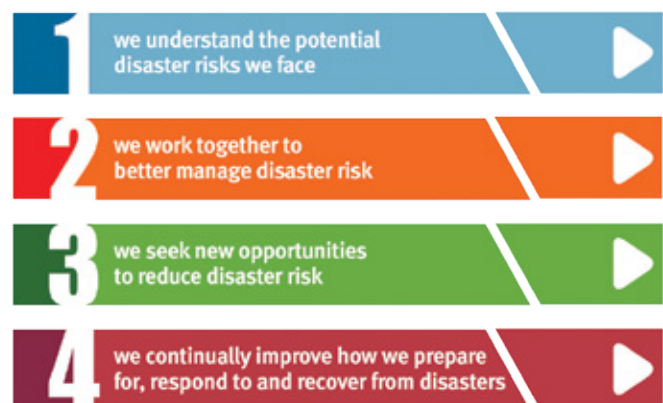 1
we understand the potential
disaster risks we face
2
we work together to
better manage disaster risk
3
we seek new opportunities
to reduce disaster risk
4
we continually improve how we prepare
for, respond to and recover from disasters